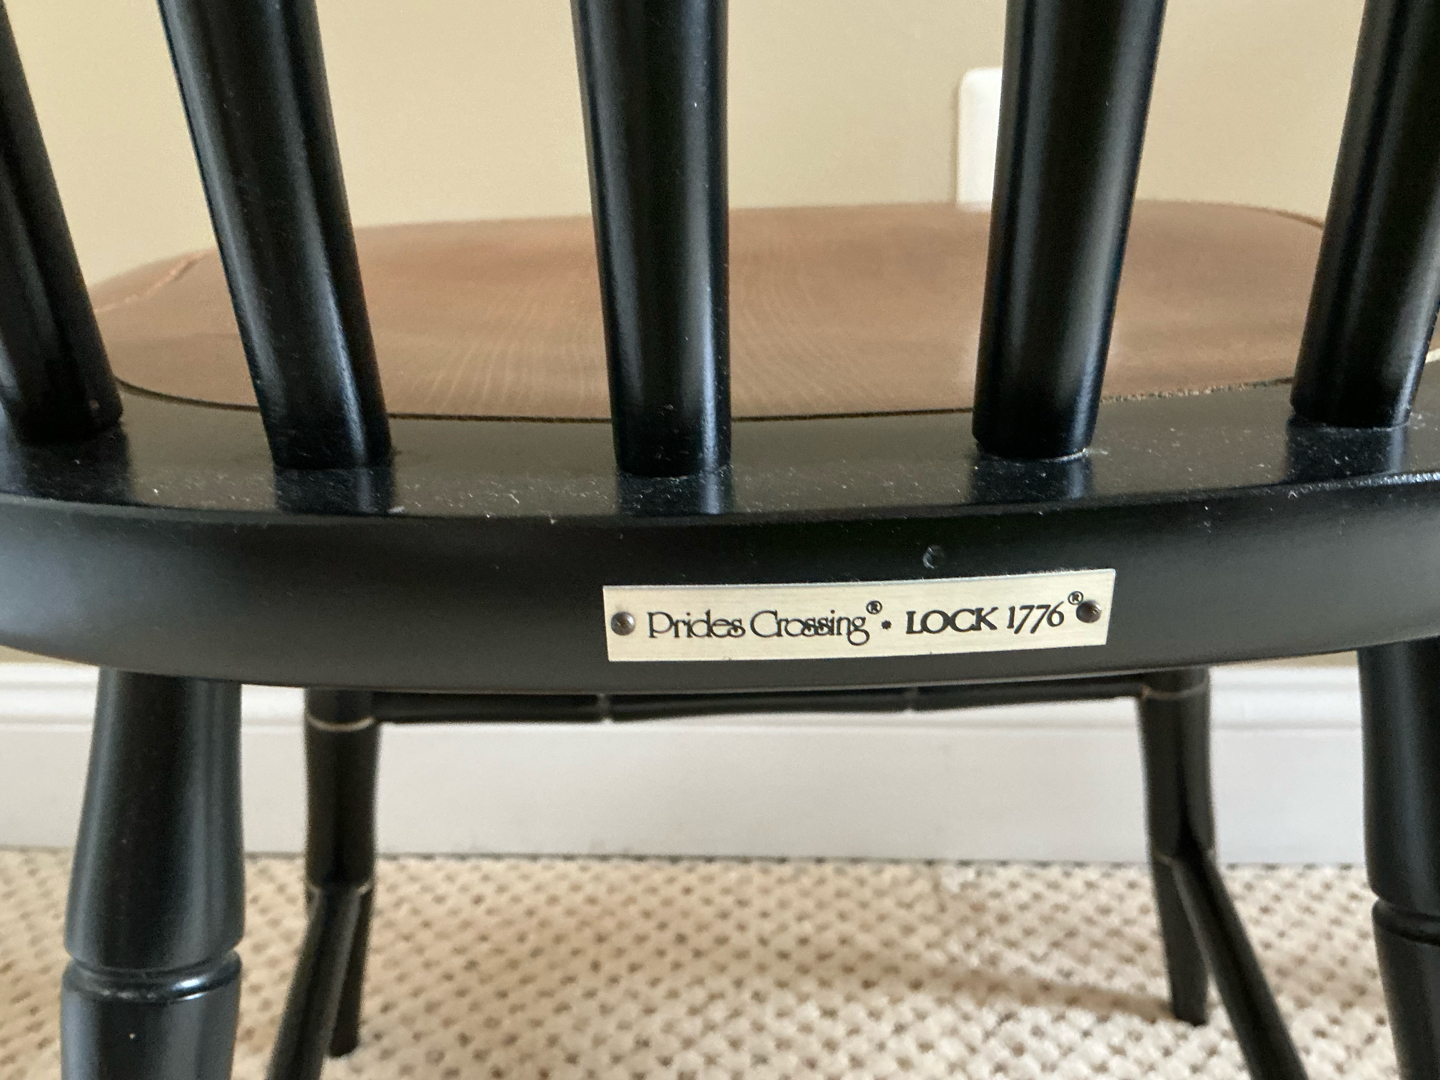 Prides Crossing® • LOCK 1776®